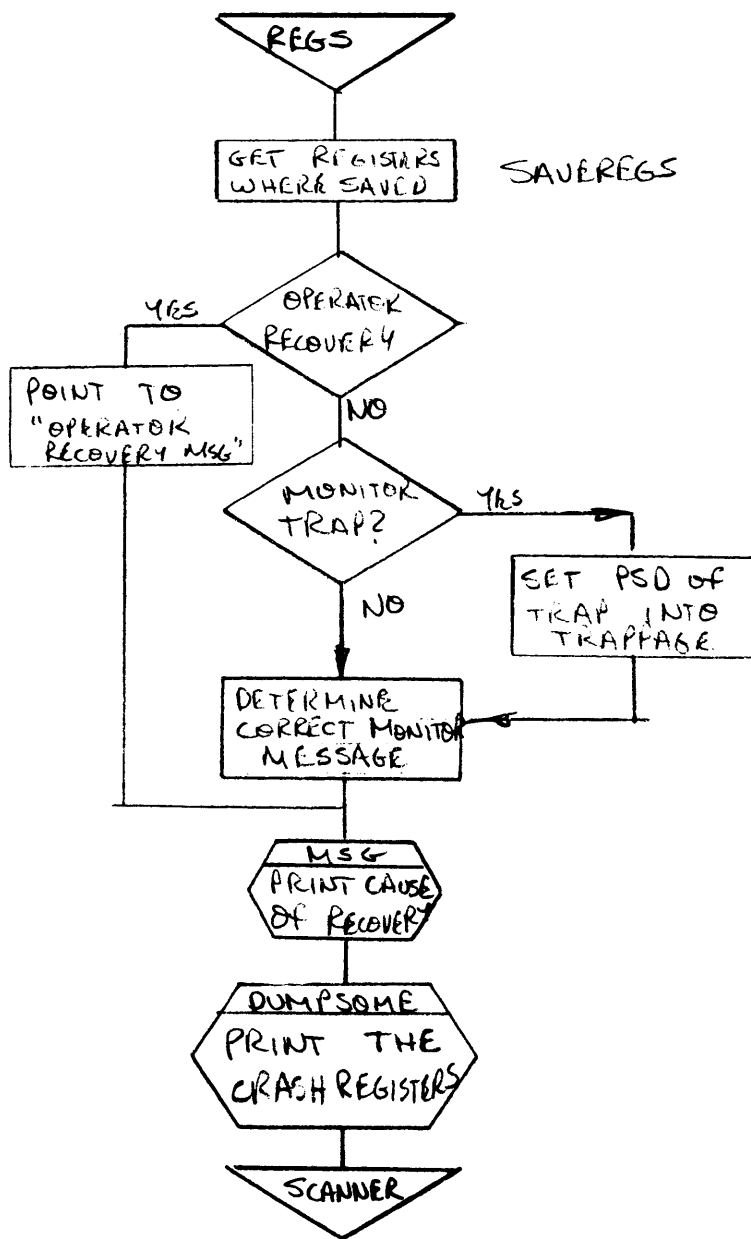 REGS
GET REGISTERS
WHERE SAVED
SAVEREGS
OPERATOR
RECOVERY
YES
NO
POINT TO
"OPERATOR
RECOVERY MSG"
MONITOR
TRAP?
YES
NO
SET PSD OF
TRAP INTO
TRAPPAGE
DETERMINE
CORRECT MONITOR
MESSAGE
MSG
PRINT CAUSE
OF RECOVERY
DUMPSOME
PRINT THE
CRASH REGISTERS
SCANNER